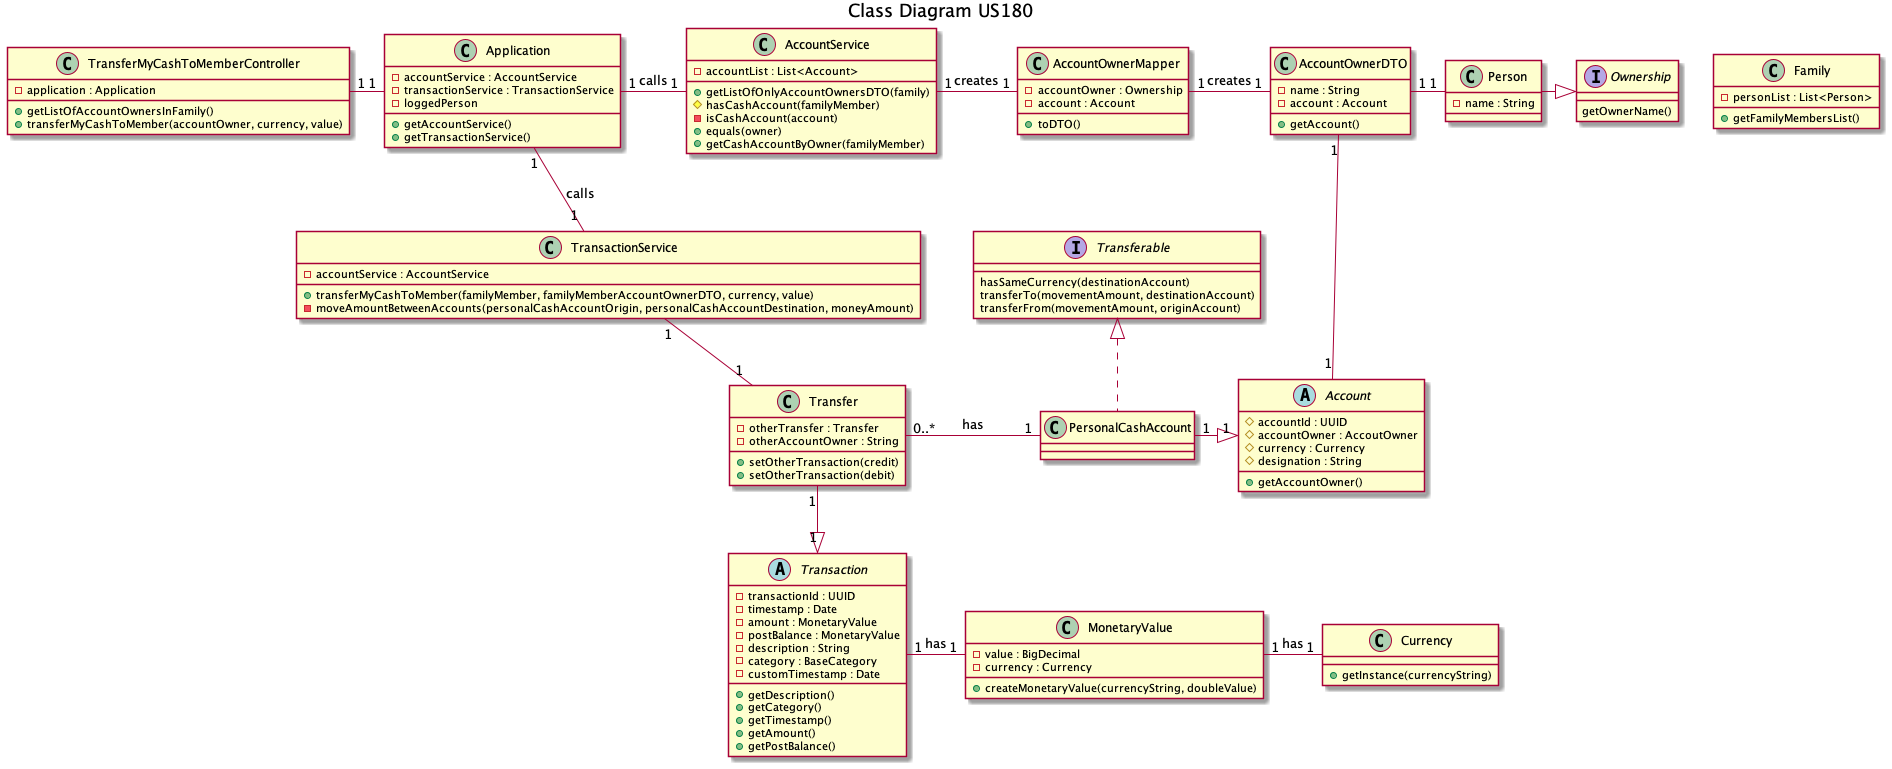 Class Diagram US180
C TransferMyCashToMemberController
application : Application
getListOfAccountOwnersInFamily()
transferMyCashToMember(accountOwner, currency, value)
1 1
C Application
accountService : AccountService
transactionService : TransactionService
loggedPerson
getAccountService()
getTransactionService()
1 calls 1
C AccountService
accountList : List<Account>
getListOfOnlyAccountOwnersDTO(family)
hasCashAccount(familyMember)
isCashAccount(account)
equals(owner)
getCashAccountByOwner(familyMember)
1 creates 1
C AccountOwnerMapper
accountOwner : Ownership
account : Account
toDTO()
1 creates 1
C AccountOwnerDTO
name : String
account : Account
getAccount()
1 1
C Person
name : String
I Ownership
getOwnerName()
C Family
personList : List<Person>
getFamilyMembersList()
1
calls
1
1
1
C TransactionService
accountService : AccountService
transferMyCashToMember(familyMember, familyMemberAccountOwnerDTO, currency, value)
moveAmountBetweenAccounts(personalCashAccountOrigin, personalCashAccountDestination, moneyAmount)
I Transferable
hasSameCurrency(destinationAccount)
transferTo(movementAmount, destinationAccount)
transferFrom(movementAmount, originAccount)
1
1
C Transfer
otherTransfer : Transfer
otherAccountOwner : String
setOtherTransaction(credit)
setOtherTransaction(debit)
0..* has 1
C PersonalCashAccount
1 1
A Account
accountId : UUID
accountOwner : AccoutOwner
currency : Currency
designation : String
getAccountOwner()
1
1
A Transaction
transactionId : UUID
timestamp : Date
amount : MonetaryValue
postBalance : MonetaryValue
description : String
category : BaseCategory
customTimestamp : Date
getDescription()
getCategory()
getTimestamp()
getAmount()
getPostBalance()
1 has 1
C MonetaryValue
value : BigDecimal
currency : Currency
createMonetaryValue(currencyString, doubleValue)
1 has 1
C Currency
getInstance(currencyString)